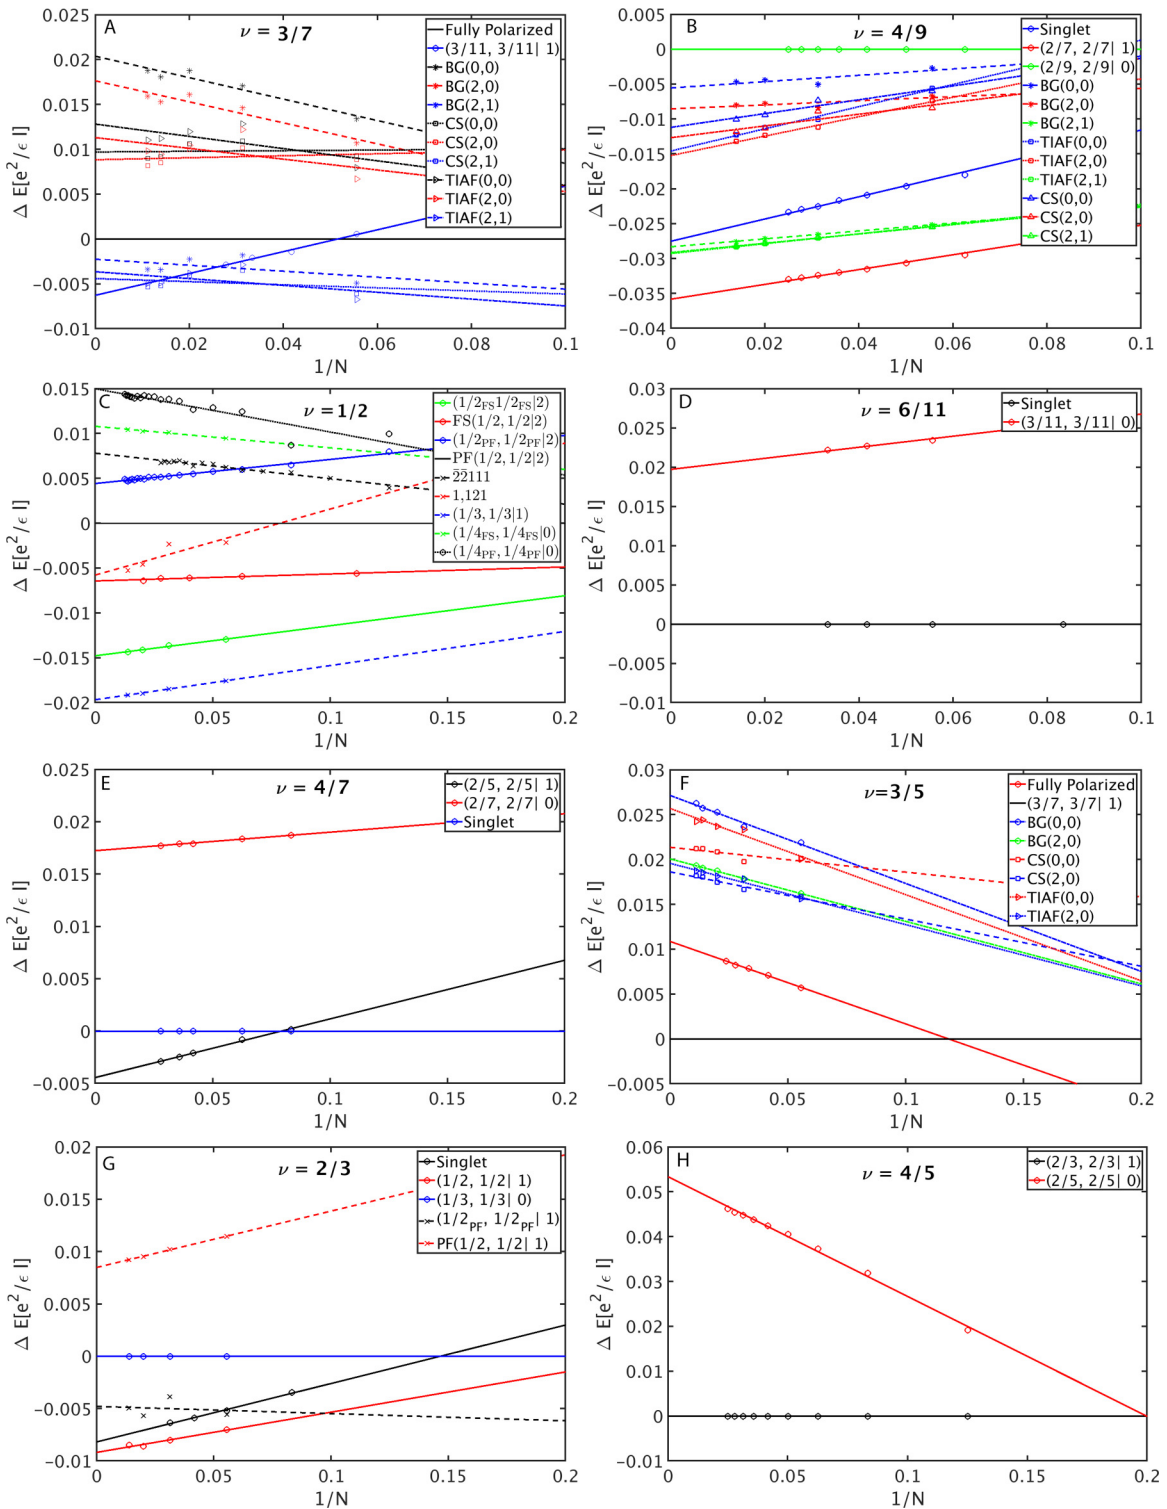 A
ν = 3/7
Δ E[e²/ϵ l]
0.025
0.02
0.015
0.01
0.005
0
−0.005
−0.01
0
0.02
0.04
0.06
0.08
0.1
1/N
Fully Polarized
(3/11, 3/11| 1)
BG(0,0)
BG(2,0)
BG(2,1)
CS(0,0)
CS(2,0)
CS(2,1)
TIAF(0,0)
TIAF(2,0)
TIAF(2,1)
B
ν = 4/9
Δ E[e²/ϵ l]
0.005
0
−0.005
−0.01
−0.015
−0.02
−0.025
−0.03
−0.035
−0.04
0
0.02
0.04
0.06
0.08
0.1
1/N
Singlet
(2/7, 2/7| 1)
(2/9, 2/9| 0)
BG(0,0)
BG(2,0)
BG(2,1)
TIAF(0,0)
TIAF(2,0)
TIAF(2,1)
CS(0,0)
CS(2,0)
CS(2,1)
C
ν = 1/2
Δ E[e²/ϵ l]
0.015
0.01
0.005
0
−0.005
−0.01
−0.015
−0.02
0
0.05
0.1
0.15
0.2
1/N
(1/2_FS 1/2_FS|2)
FS(1/2, 1/2|2)
(1/2_PF, 1/2_PF|2)
PF(1/2, 1/2|2)
2̄2̄111
1,121
(1/3, 1/3|1)
(1/4_FS, 1/4_FS|0)
(1/4_PF, 1/4_PF|0)
D
ν = 6/11
Δ E[e²/ϵ l]
0.03
0.025
0.02
0.015
0.01
0.005
0
−0.005
−0.01
0
0.02
0.04
0.06
0.08
0.1
1/N
Singlet
(3/11, 3/11| 0)
E
ν = 4/7
Δ E[e²/ϵ l]
0.025
0.02
0.015
0.01
0.005
0
−0.005
0
0.05
0.1
0.15
0.2
1/N
(2/5, 2/5| 1)
(2/7, 2/7| 0)
Singlet
F
ν=3/5
Δ E[e²/ϵ l]
0.03
0.025
0.02
0.015
0.01
0.005
0
−0.005
0
0.05
0.1
0.15
0.2
1/N
Fully Polarized
(3/7, 3/7| 1)
BG(0,0)
BG(2,0)
CS(0,0)
CS(2,0)
TIAF(0,0)
TIAF(2,0)
G
ν = 2/3
Δ E[e²/ϵ l]
0.02
0.015
0.01
0.005
0
−0.005
−0.01
0
0.05
0.1
0.15
0.2
1/N
Singlet
(1/2, 1/2| 1)
(1/3, 1/3| 0)
(1/2_PF, 1/2_PF| 1)
PF(1/2, 1/2| 1)
H
ν = 4/5
Δ E[e²/ϵ l]
0.06
0.05
0.04
0.03
0.02
0.01
0
−0.01
0
0.05
0.1
0.15
0.2
1/N
(2/3, 2/3| 1)
(2/5, 2/5| 0)